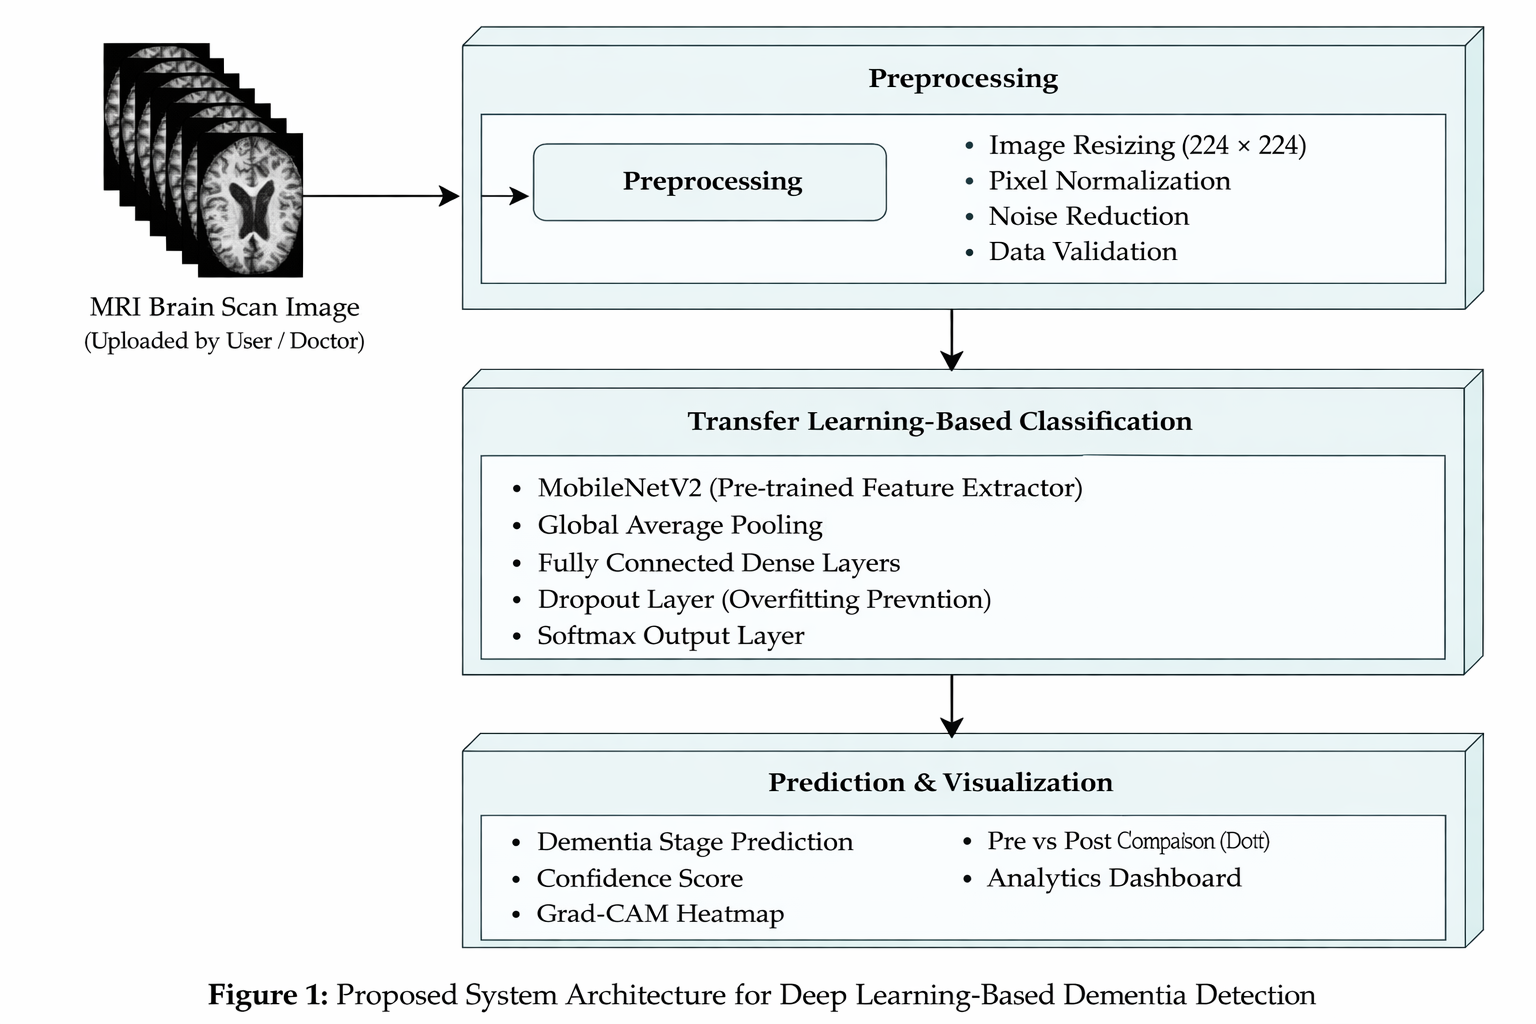 MRI Brain Scan Image
(Uploaded by User / Doctor)
Preprocessing
Preprocessing
• Image Resizing (224 × 224)
• Pixel Normalization
• Noise Reduction
• Data Validation
Transfer Learning-Based Classification
• MobileNetV2 (Pre-trained Feature Extractor)
• Global Average Pooling
• Fully Connected Dense Layers
• Dropout Layer (Overfitting Prevntion)
• Softmax Output Layer
Prediction & Visualization
• Dementia Stage Prediction
• Confidence Score
• Grad-CAM Heatmap
• Pre vs Post Compaison (Dott)
• Analytics Dashboard
Figure 1: Proposed System Architecture for Deep Learning-Based Dementia Detection